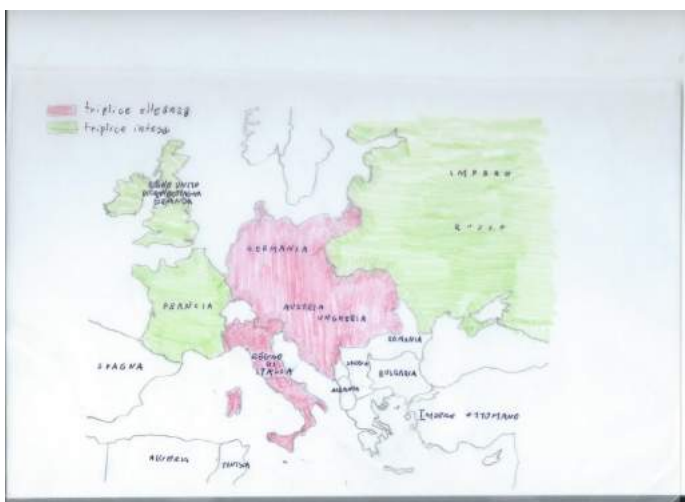 triplice alleanza
triplice intesa
IMPERO
RUSSO
REGNO UNITO
IRLANDA
GERMANIA
FRANCIA
AUSTRIA
UNGHERIA
ROMANIA
REGNO
DI
ITALIA
SPAGNA
SERBIA
BULGARIA
ALBANIA
IMPERO OTTOMANO
ALGERIA
TUNISIA